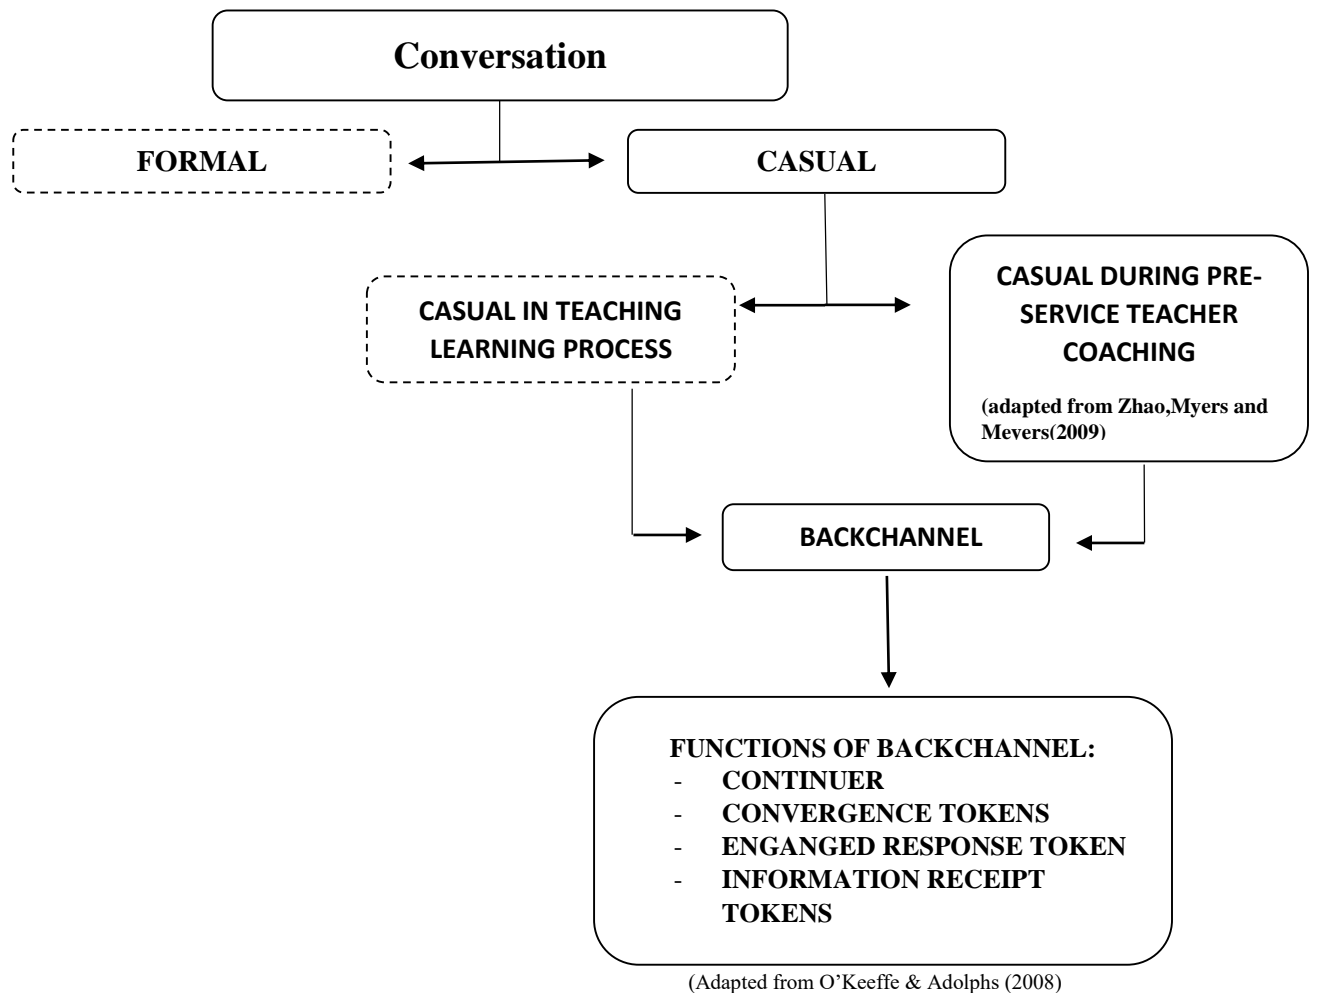 Conversation
FORMAL
CASUAL
CASUAL IN TEACHING
LEARNING PROCESS
CASUAL DURING PRE-
SERVICE TEACHER
COACHING
(adapted from Zhao,Myers and
Meyers(2009)
BACKCHANNEL
FUNCTIONS OF BACKCHANNEL:
- CONTINUER
- CONVERGENCE TOKENS
- ENGANGED RESPONSE TOKEN
- INFORMATION RECEIPT
TOKENS
(Adapted from O’Keeffe & Adolphs (2008)